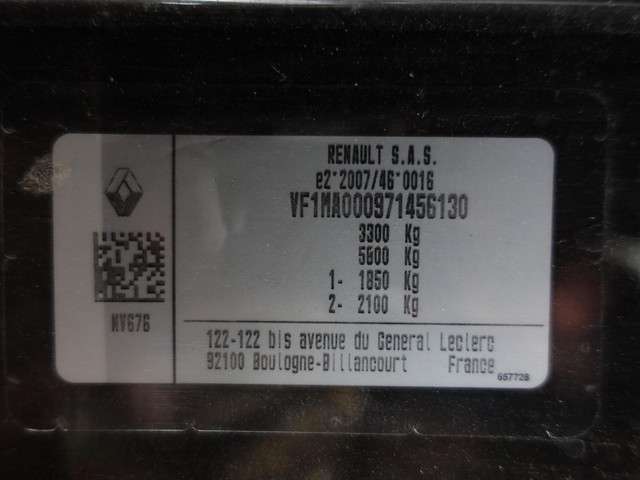 RENAULT S.A.S.
e2*2007/46*0016
VF1MA000971456130
3300 Kg
5800 Kg
1- 1850 Kg
2- 2100 Kg
NV676
122-122 bis avenue du General Leclerc
92100 Boulogne-Billancourt France
657728